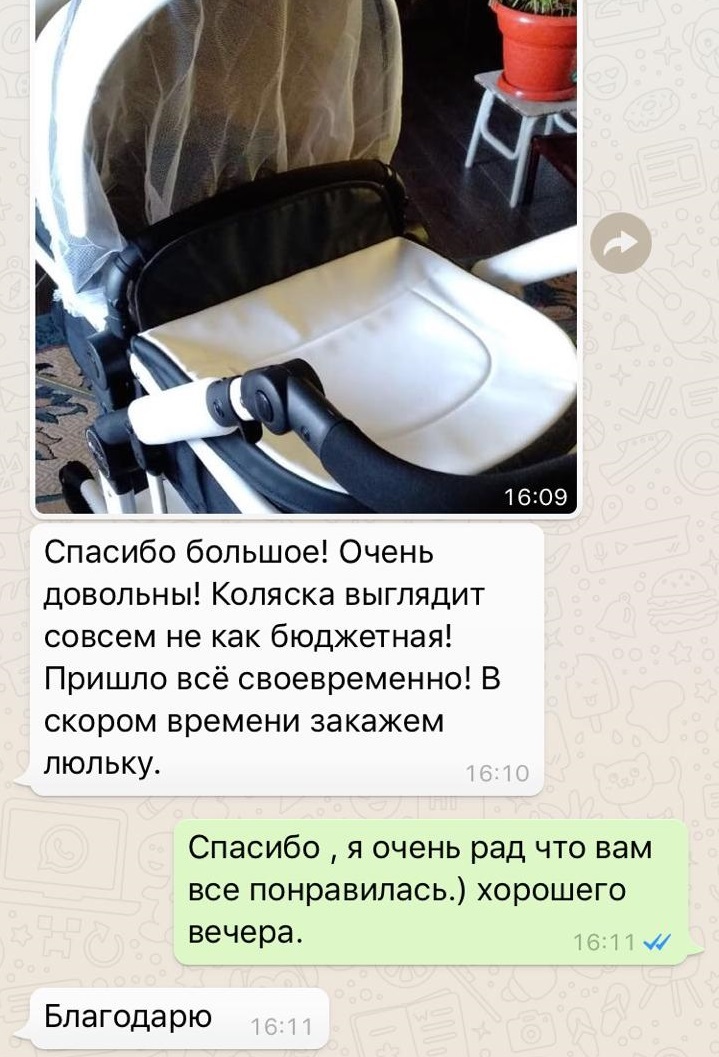 16:09
Спасибо большое! Очень
довольны! Коляска выглядит
совсем не как бюджетная!
Пришло всё своевременно! В
скором времени закажем
люльку.
16:10
Спасибо , я очень рад что вам
все понравилась.) хорошего
вечера.
16:11
Благодарю
16:11